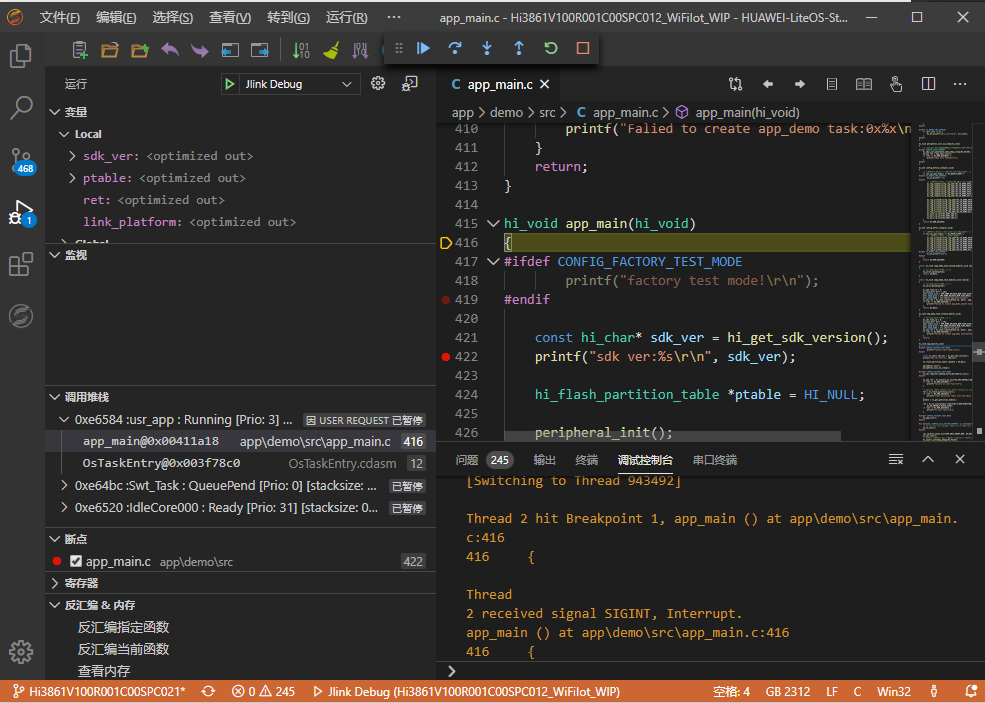 文件(F) 编辑(E) 选择(S) 查看(V) 转到(G) 运行(R) ··· app_main.c - Hi3861V100R001C00SPC012_WiFilot_WIP - HUAWEI-LiteOS-St...
运行 Jlink Debug
变量
Local
sdk_ver: <optimized out>
ptable: <optimized out>
ret: <optimized out>
link_platform: <optimized out>
Global
监视
调用堆栈
0xe6584 :usr_app : Running [Prio: 3] ... USER REQUEST 已暂停
app_main@0x00411a18 app\demo\src\app_main.c 416
OsTaskEntry@0x003f78c0 OsTaskEntry.cdasm 12
0xe64bc :Swt_Task : QueuePend [Prio: 0] [stacksize: ... 已暂停
0xe6520 :IdleCore000 : Ready [Prio: 31] [stacksize: 0... 已暂停
断点
app_main.c app\demo\src 422
寄存器
反汇编 & 内存
反汇编指定函数
反汇编当前函数
查看内存
468
1
app_main.c
app > demo > src > C app_main.c > app_main(hi_void)
410 printf("Failed to create app_demo task:0x%x\n
411 }
412 return;
413 }
414
415 hi_void app_main(hi_void)
416 {
417 #ifdef CONFIG_FACTORY_TEST_MODE
418 printf("factory test mode!\r\n");
419 #endif
420
421 const hi_char* sdk_ver = hi_get_sdk_version();
422 printf("sdk ver:%s\r\n", sdk_ver);
423
424 hi_flash_partition_table *ptable = HI_NULL;
425
426 peripheral_init();
问题 245 输出 终端 调试控制台 串口终端
[Switching to Thread 943492]
Thread 2 hit Breakpoint 1, app_main () at app\demo\src\app_main.
c:416
416 {
Thread
2 received signal SIGINT, Interrupt.
app_main () at app\demo\src\app_main.c:416
416 {
Hi3861V100R001C00SPC021* 0 245 Jlink Debug (Hi3861V100R001C00SPC012_WiFilot_WIP) 空格: 4 GB 2312 LF C Win32